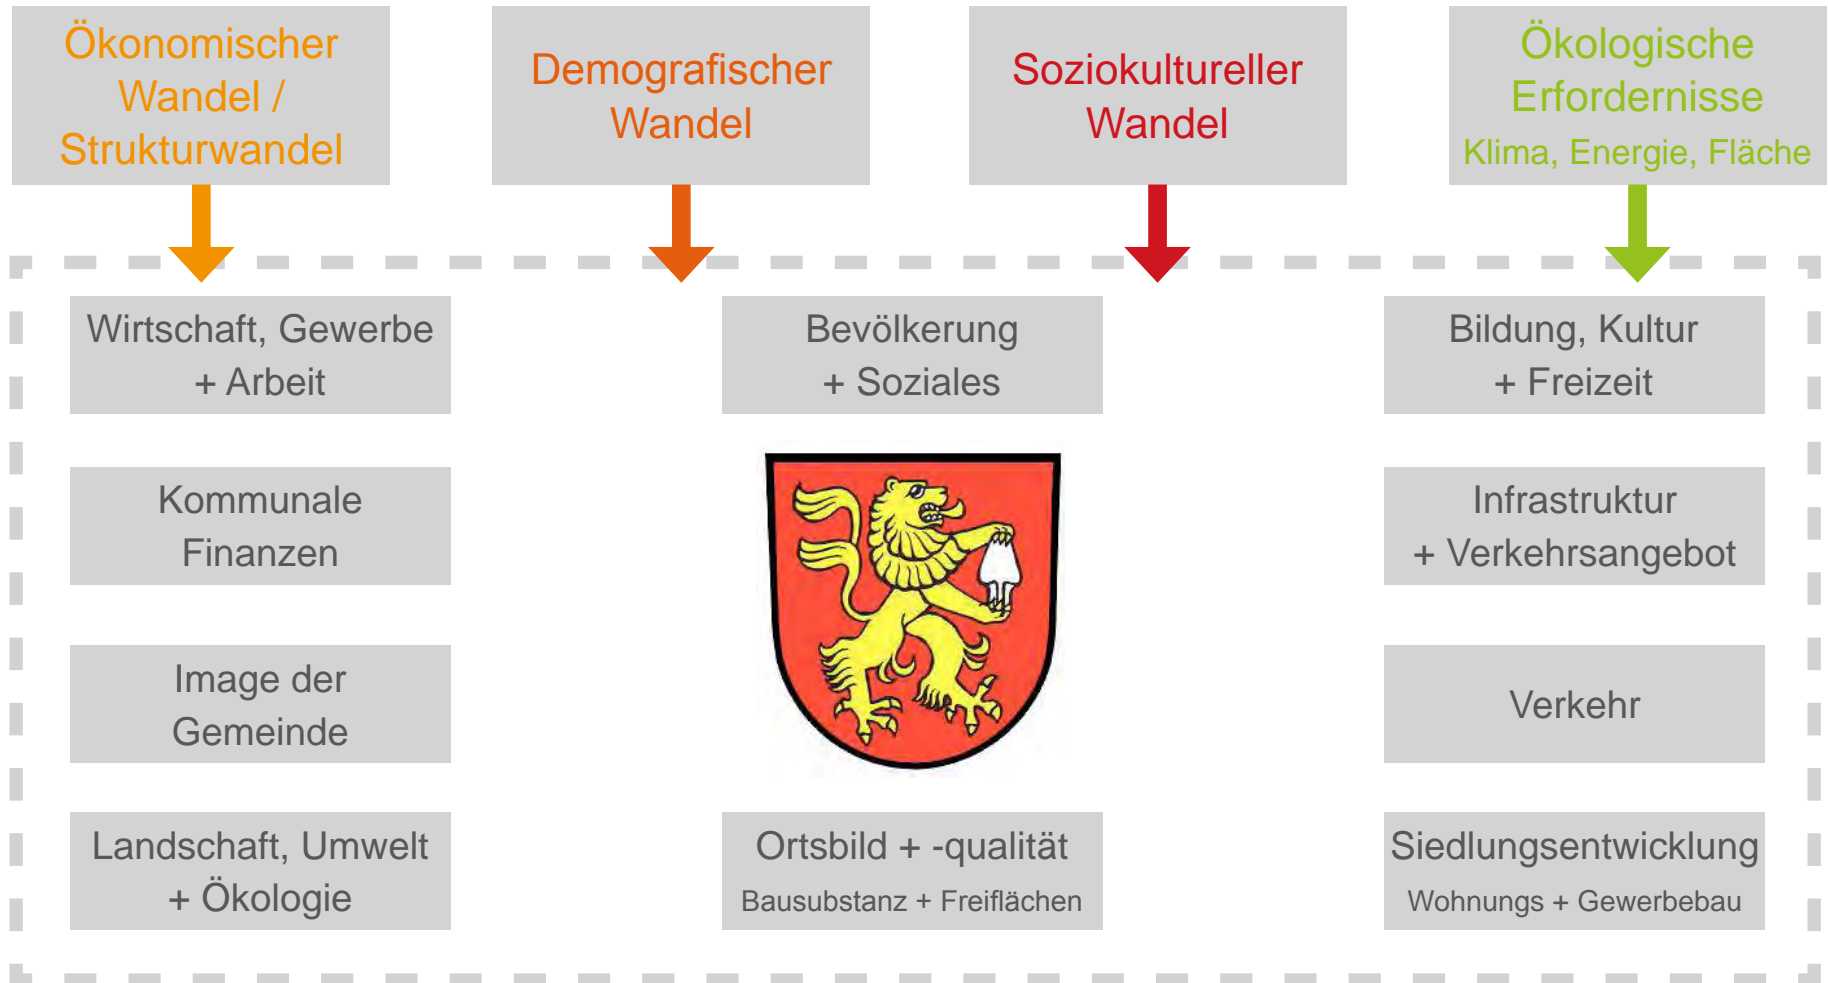 Ökonomischer
Wandel /
Strukturwandel
Demografischer
Wandel
Soziokultureller
Wandel
Ökologische
Erfordernisse
Klima, Energie, Fläche
Wirtschaft, Gewerbe
+ Arbeit
Bevölkerung
+ Soziales
Bildung, Kultur
+ Freizeit
Kommunale
Finanzen
Infrastruktur
+ Verkehrsangebot
Image der
Gemeinde
Verkehr
Landschaft, Umwelt
+ Ökologie
Ortsbild + -qualität
Bausubstanz + Freiflächen
Siedlungsentwicklung
Wohnungs + Gewerbebau